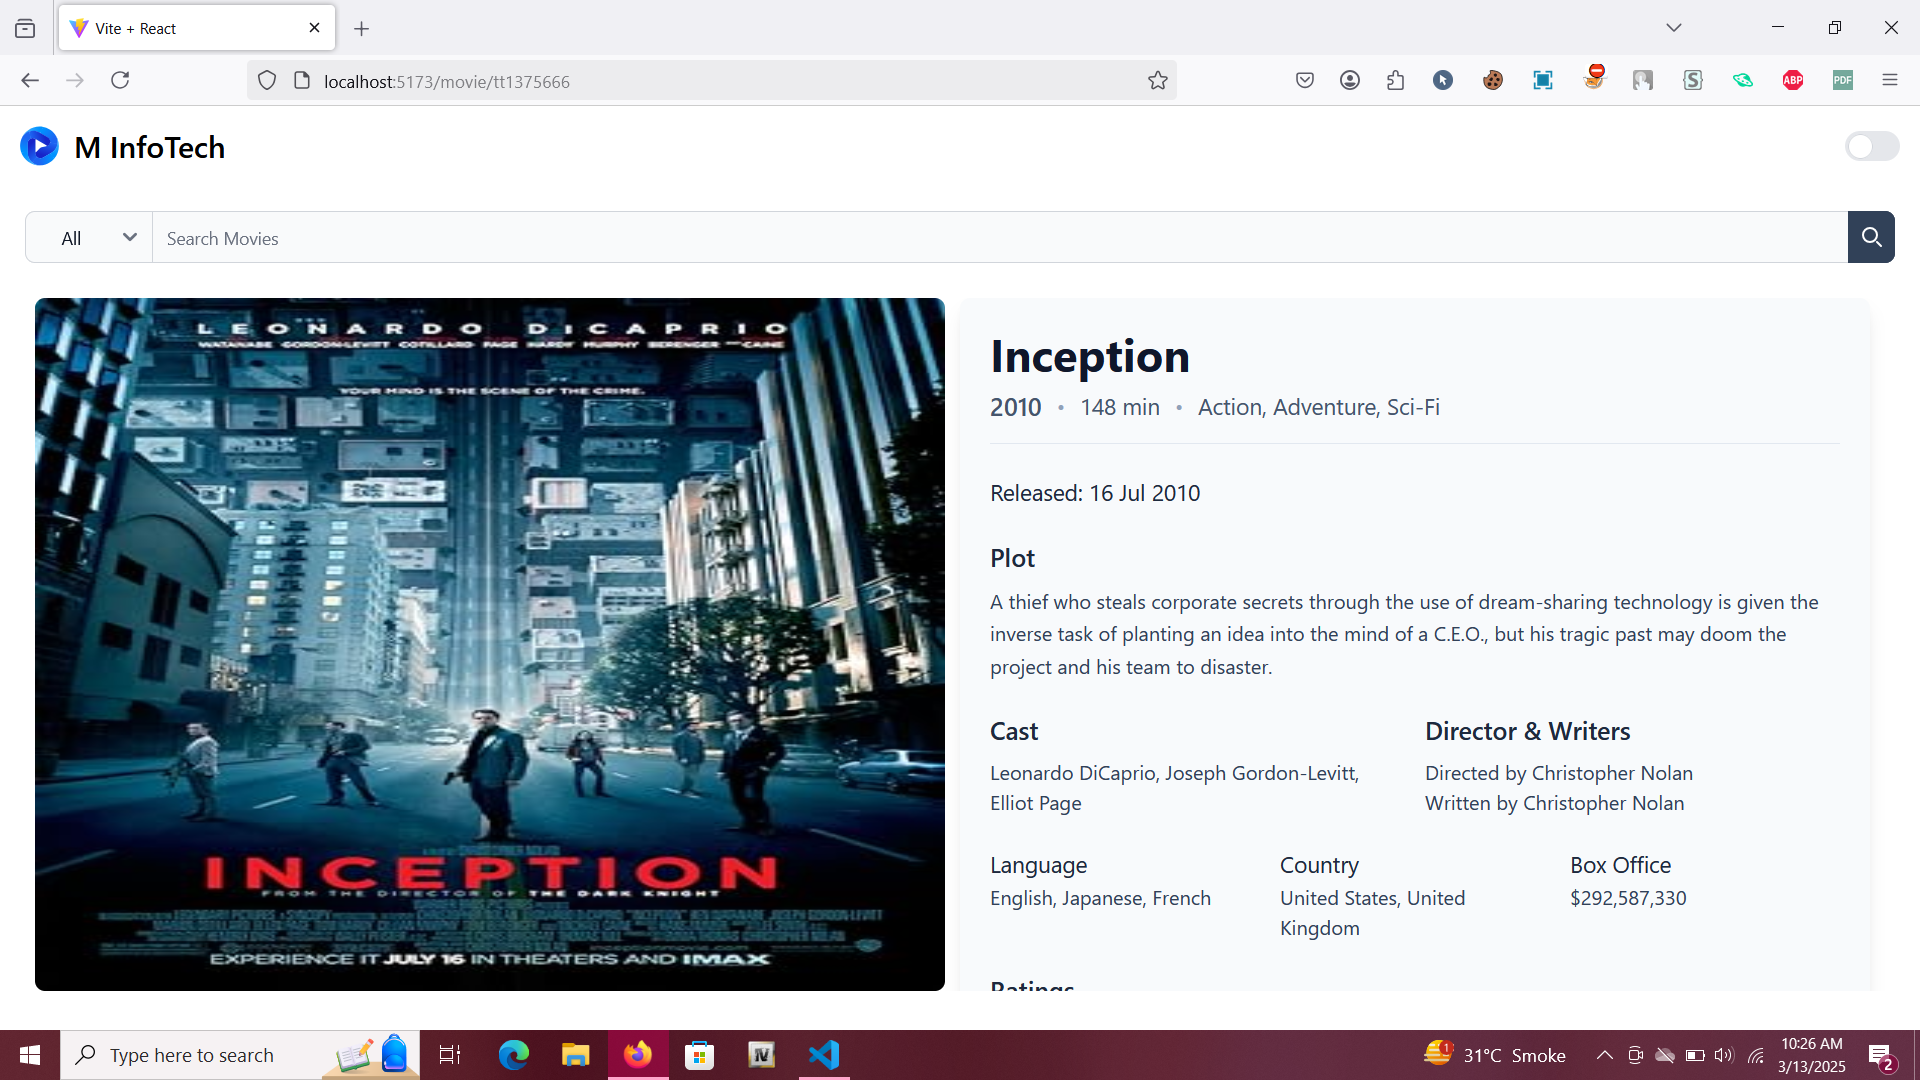 Vite + React
localhost:5173/movie/tt1375666
ABP
PDF
M InfoTech
All
Search Movies
LEONARDO DiCAPRIO
WATANABE GORDON-LEVITT COTILLARD PAGE HARDY MURPHY BERENGER AND CAINE
YOUR MIND IS THE SCENE OF THE CRIME.
INCEPTION
FROM THE DIRECTOR OF THE DARK KNIGHT
EXPERIENCE IT JULY 16 IN THEATERS AND IMAX
Inception
2010 • 148 min • Action, Adventure, Sci-Fi
Released: 16 Jul 2010
Plot
A thief who steals corporate secrets through the use of dream-sharing technology is given the
inverse task of planting an idea into the mind of a C.E.O., but his tragic past may doom the
project and his team to disaster.
Cast
Leonardo DiCaprio, Joseph Gordon-Levitt,
Elliot Page
Director & Writers
Directed by Christopher Nolan
Written by Christopher Nolan
Language
English, Japanese, French
Country
United States, United
Kingdom
Box Office
$292,587,330
Ratings
Type here to search
1
31°C Smoke
10:26 AM
3/13/2025
2